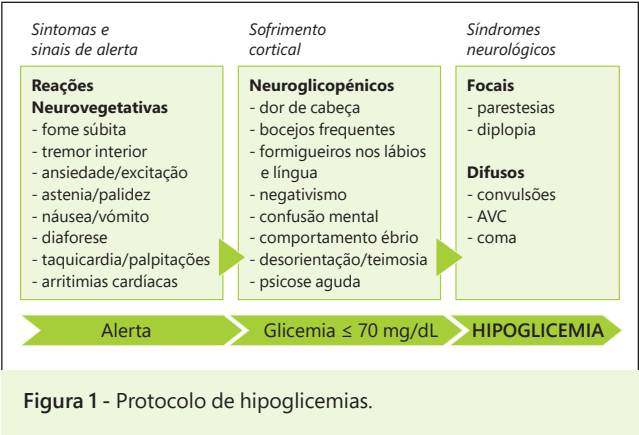 Sintomas e
sinais de alerta
Reações
Neurovegetativas
- fome súbita
- tremor interior
- ansiedade/excitação
- astenia/palidez
- náusea/vómito
- diaforese
- taquicardia/palpitações
- arritimias cardíacas
Sofrimento
cortical
Neuroglicopénicos
- dor de cabeça
- bocejos frequentes
- formigueiros nos lábios
e língua
- negativismo
- confusão mental
- comportamento ébrio
- desorientação/teimosia
- psicose aguda
Síndromes
neurológicos
Focais
- parestesias
- diplopia
Difusos
- convulsões
- AVC
- coma
Alerta
Glicemia ≤ 70 mg/dL
HIPOGLICEMIA
Figura 1 - Protocolo de hipoglicemias.